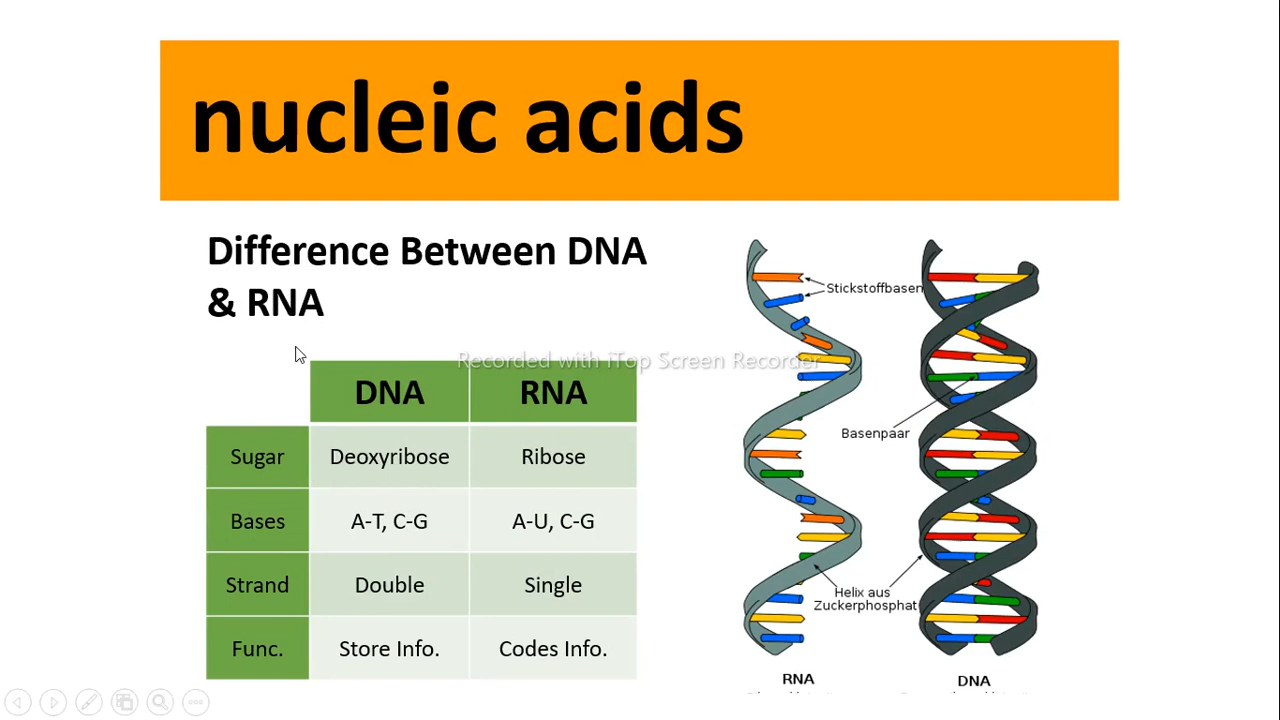 nucleic acids
Difference Between DNA
& RNA
Recorded with iTop Screen Recorder
DNA RNA
Sugar Deoxyribose Ribose
Bases A-T, C-G A-U, C-G
Strand Double Single
Func. Store Info. Codes Info.
Stickstoffbasen
Basenpaar
Helix aus
Zuckerphosphat
RNA
DNA